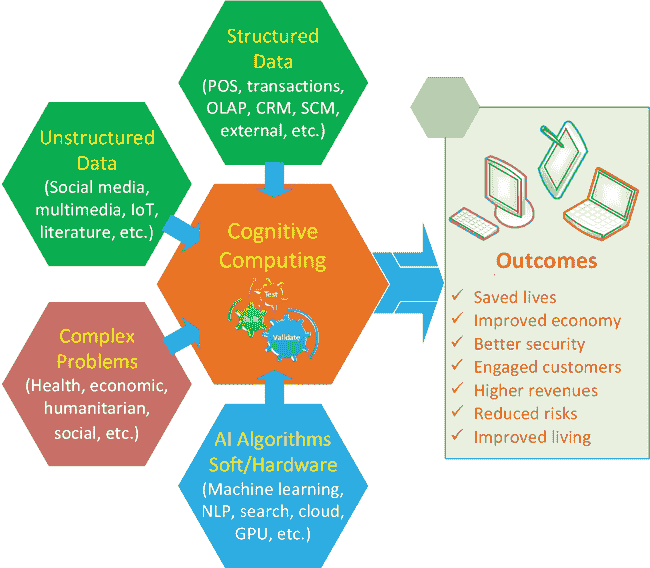 Structured
Data
(POS, transactions,
OLAP, CRM, SCM,
external, etc.)
Unstructured
Data
(Social media,
multimedia, IoT,
literature, etc.)
Cognitive
Computing
Test
Build
Validate
Complex
Problems
(Health, economic,
humanitarian,
social, etc.)
AI Algorithms
Soft/Hardware
(Machine learning,
NLP, search, cloud,
GPU, etc.)
Outcomes
✓ Saved lives
✓ Improved economy
✓ Better security
✓ Engaged customers
✓ Higher revenues
✓ Reduced risks
✓ Improved living